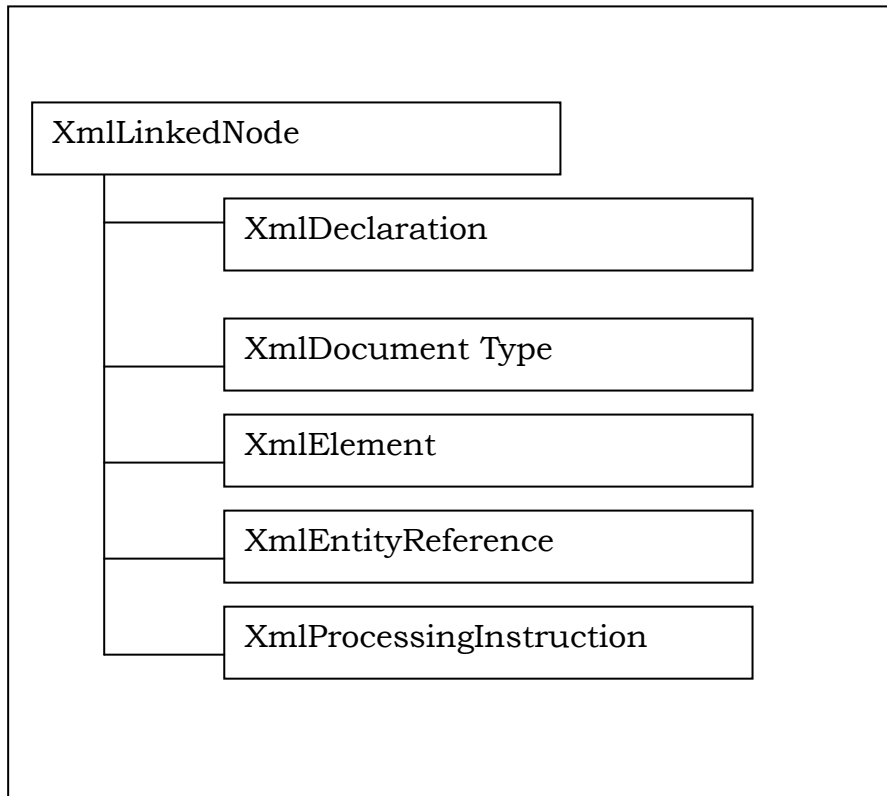 XmlLinkedNode
XmlDeclaration
XmlDocument Type
XmlElement
XmlEntityReference
XmlProcessingInstruction